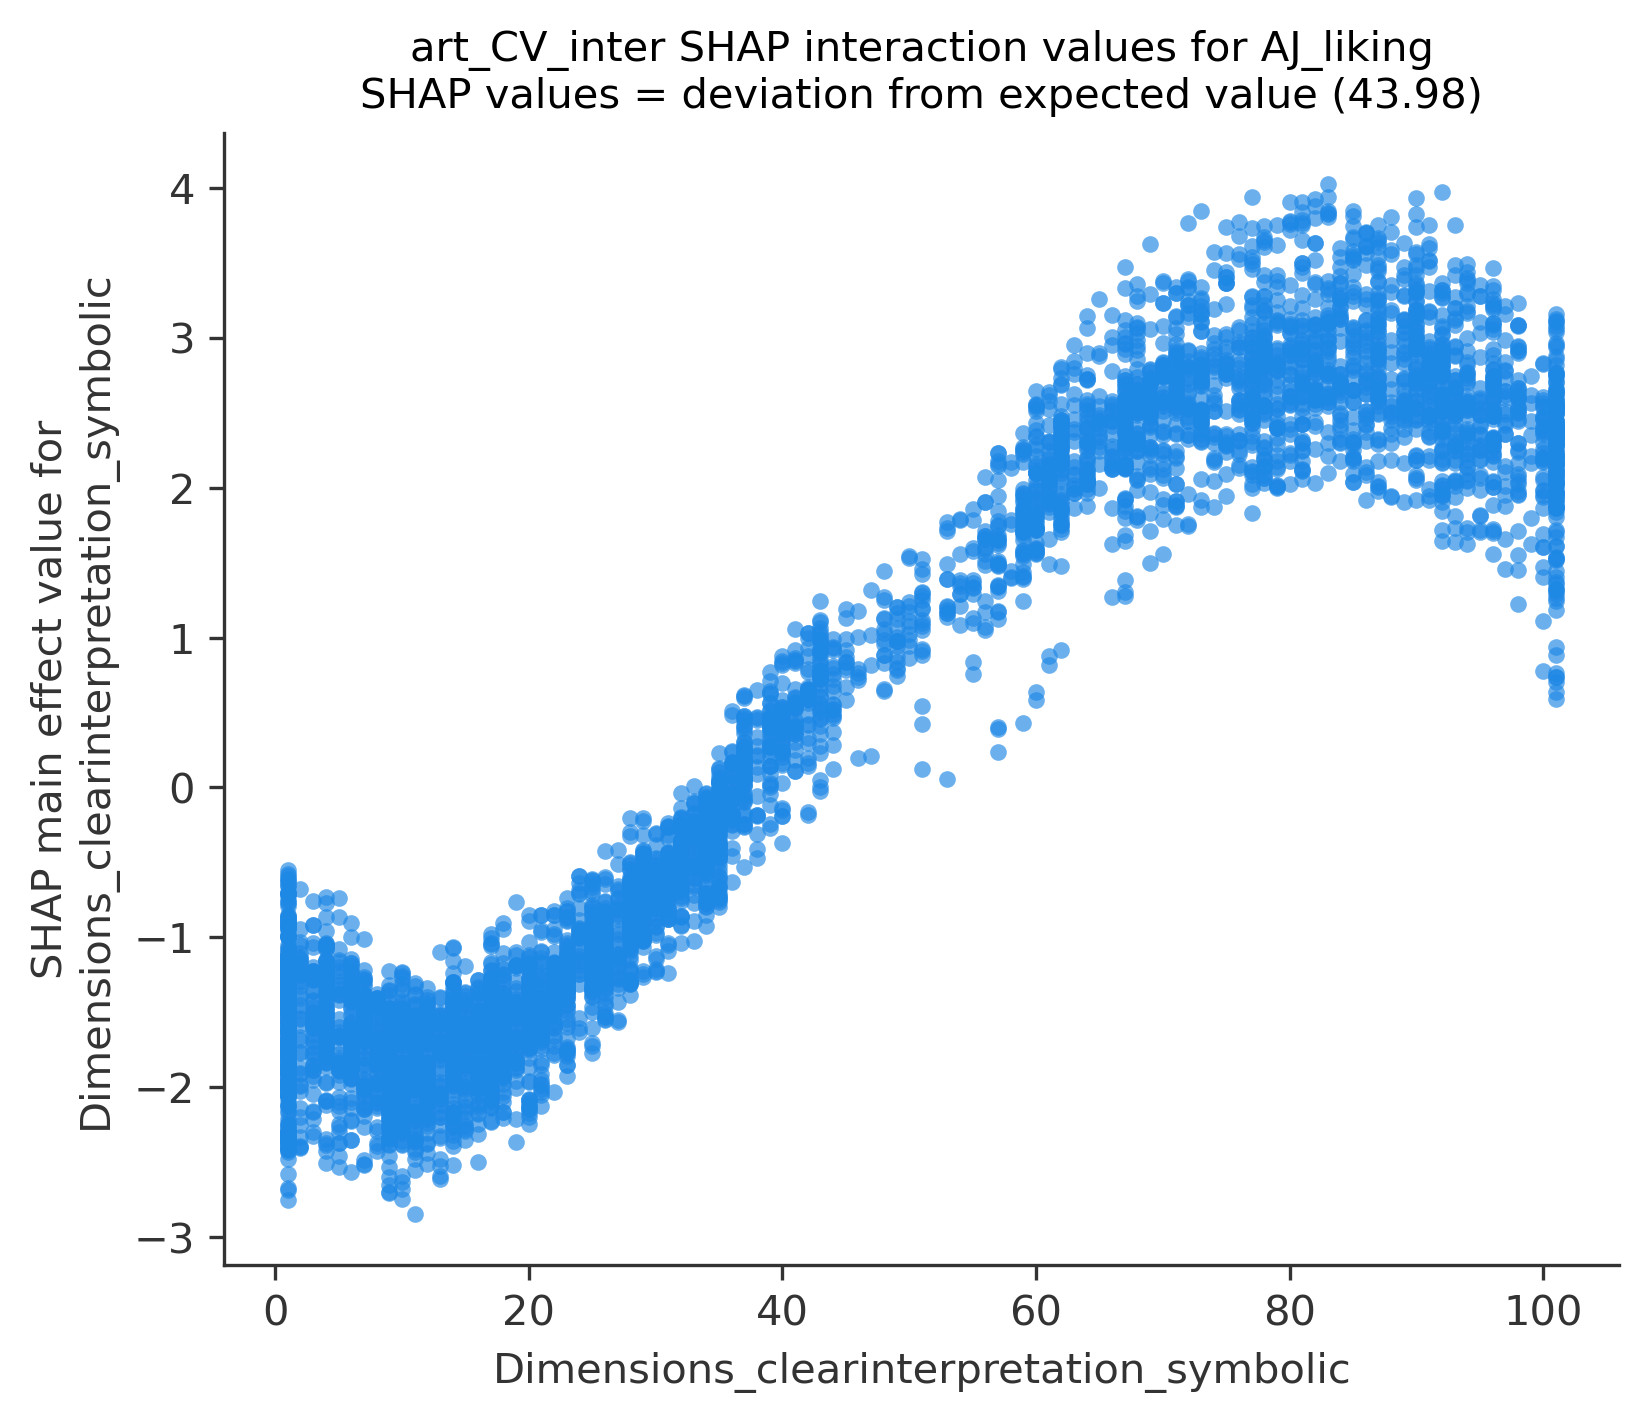 art_CV_inter SHAP interaction values for AJ_liking
SHAP values = deviation from expected value (43.98)
SHAP main effect value for
Dimensions_clearinterpretation_symbolic
4
3
2
1
0
−1
−2
−3
0
20
40
60
80
100
Dimensions_clearinterpretation_symbolic